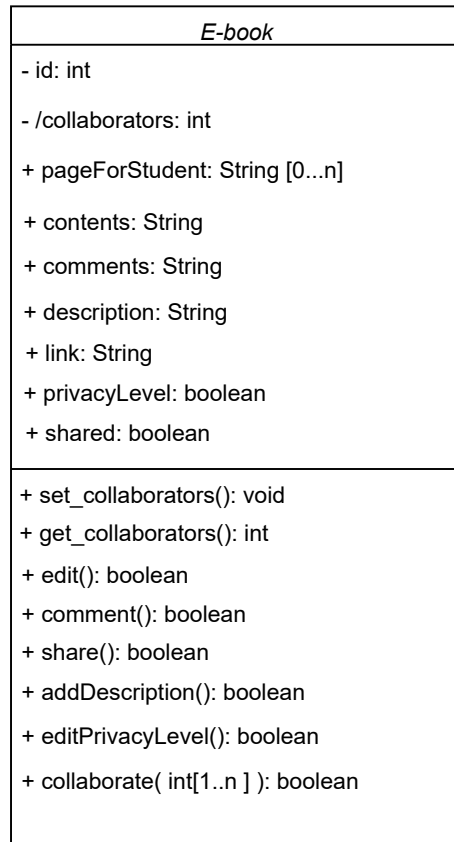 E-book
- id: int
- /collaborators: int
+ pageForStudent: String [0...n]
+ contents: String
+ comments: String
+ description: String
+ link: String
+ privacyLevel: boolean
+ shared: boolean
+ set_collaborators(): void
+ get_collaborators(): int
+ edit(): boolean
+ comment(): boolean
+ share(): boolean
+ addDescription(): boolean
+ editPrivacyLevel(): boolean
+ collaborate( int[1..n ] ): boolean